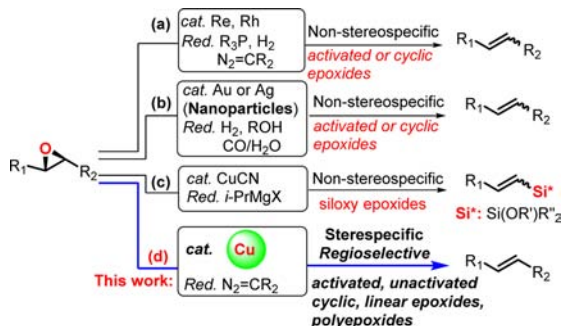 (a)
cat. Re, Rh
Red. R3P, H2
N2=CR2
Non-stereospecific
activated or cyclic
epoxides
R1
R2
(b)
cat. Au or Ag
(Nanoparticles)
Red. H2, ROH
CO/H2O
Non-stereospecific
activated or cyclic
epoxides
R1
R2
O
R1
R2
(c)
cat. CuCN
Red. i-PrMgX
Non-stereospecific
siloxy epoxides
R1
Si*
Si*: Si(OR')R"2
(d)
This work:
cat. Cu
Red. N2=CR2
Sterespecific
Regioselective
activated, unactivated
cyclic, linear epoxides,
polyepoxides
R1
R2